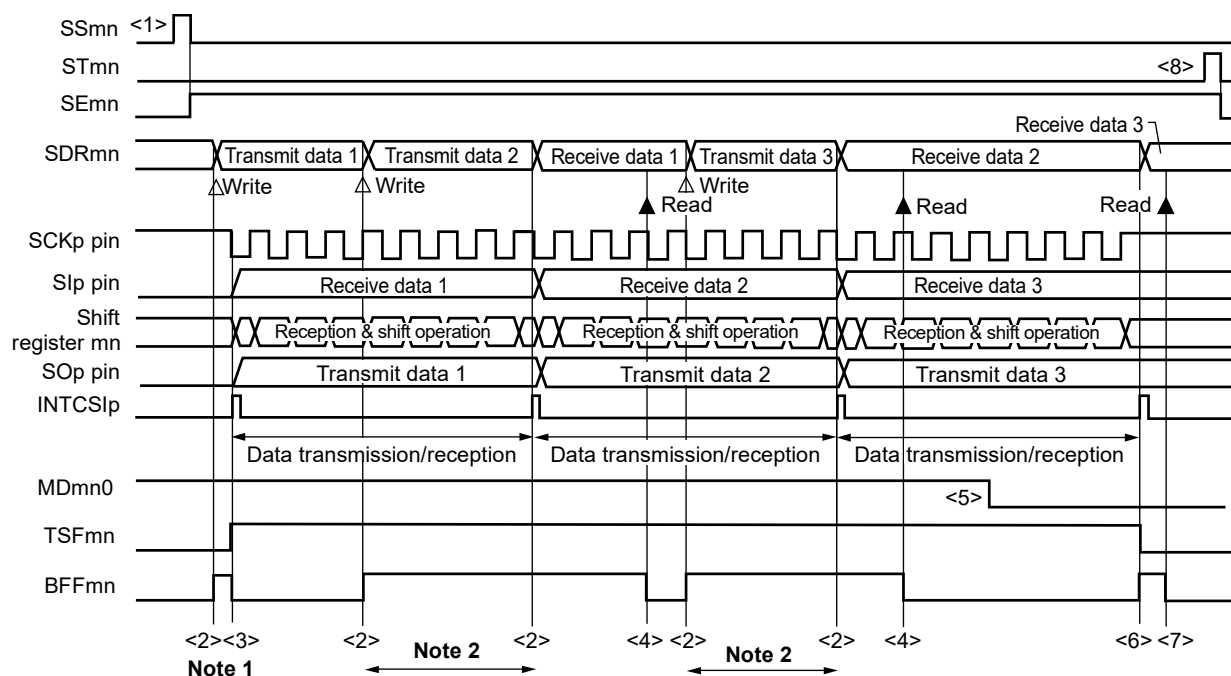 SSmn <1>
STmn <8>
SEmn
Receive data 3
SDRmn Transmit data 1 Transmit data 2 Receive data 1 Transmit data 3 Receive data 2
△Write △ Write ▲ Read △ Write ▲ Read Read ▲
SCKp pin
SIp pin Receive data 1 Receive data 2 Receive data 3
Shift
register mn Reception & shift operation Reception & shift operation Reception & shift operation
SOp pin Transmit data 1 Transmit data 2 Transmit data 3
INTCSIp
Data transmission/reception Data transmission/reception Data transmission/reception
MDmn0 <5>
TSFmn
BFFmn
<2><3> <2> <2> <4> <2> <2> <4> <6> <7>
Note 1 Note 2 Note 2